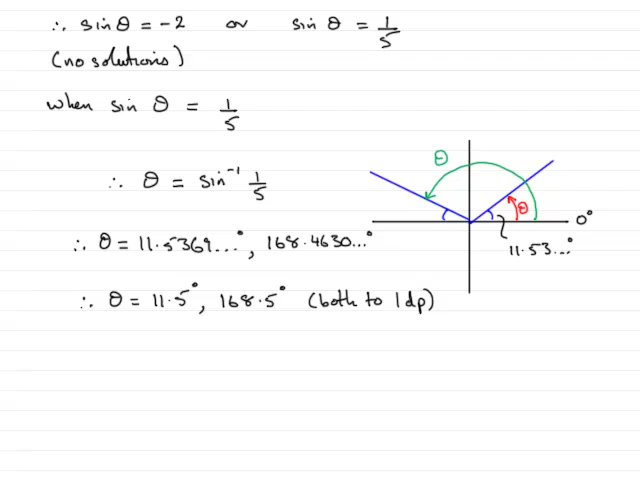 ∴ sinθ = -2 or sin θ = 1/5
(no solutions)
when sin θ = 1/5
∴ θ = sin⁻¹ 1/5
θ
θ
0°
∴ θ = 11.5369...°, 168.4630...°
11.53...°
∴ θ = 11.5°, 168.5° (both to 1dp)